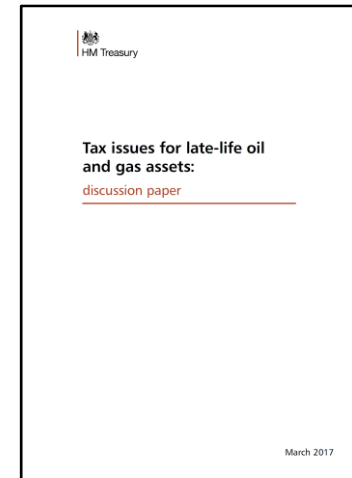 HM Treasury
Tax issues for late-life oil
and gas assets:
discussion paper
March 2017